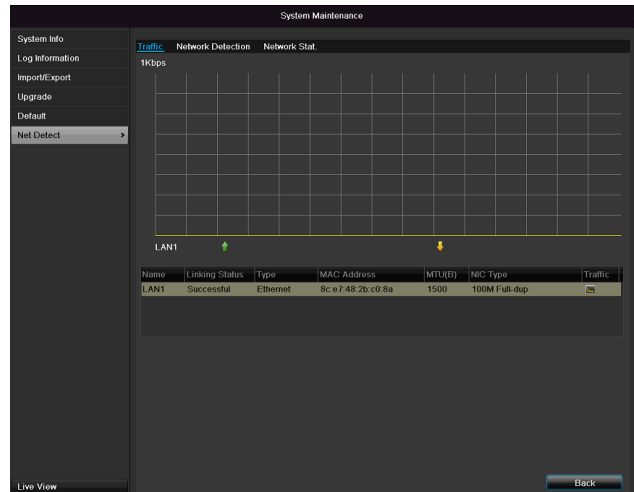 System Maintenance
System Info
Log Information
Import/Export
Upgrade
Default
Net Detect >
Traffic Network Detection Network Stat.
1Kbps
LAN1
Name Linking Status Type MAC Address MTU(B) NIC Type Traffic
LAN1 Successful Ethernet 8c:e7:48:2b:c0:8a 1500 100M Full-dup
Live View
Back